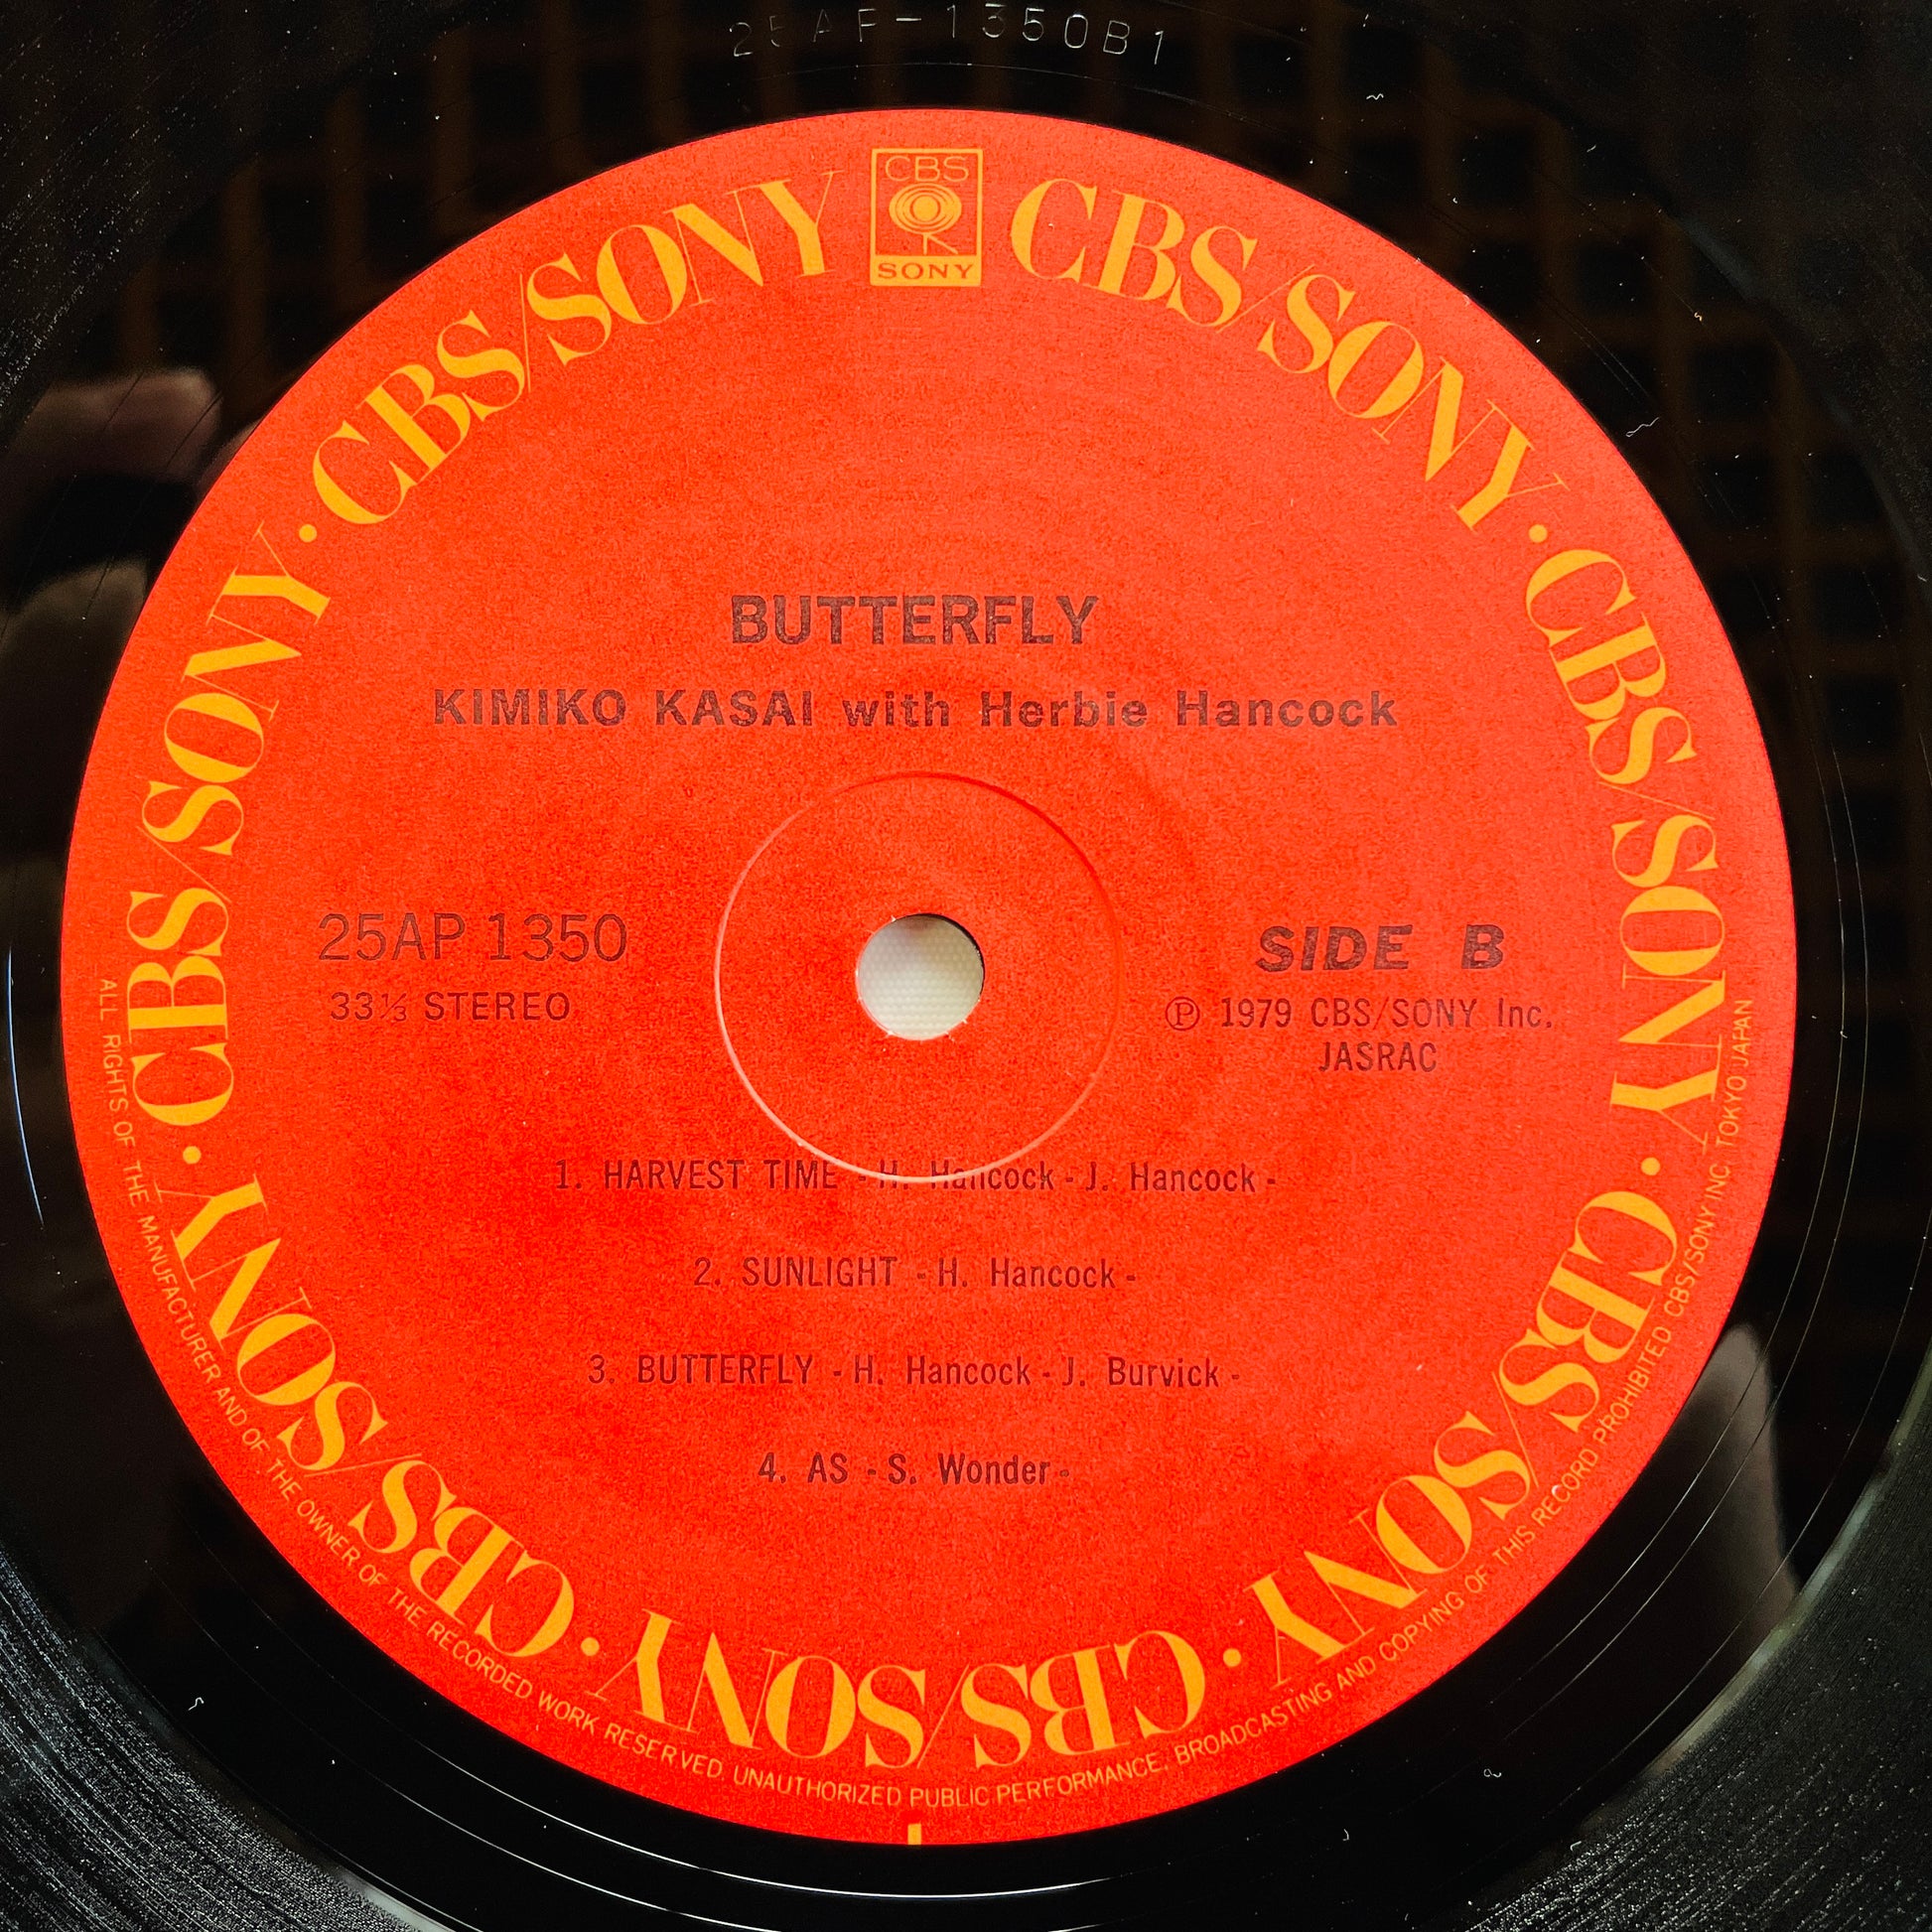 25AP-1350B1
CBS
SONY
CBS/SONY · CBS/SONY · CBS/SONY · CBS/SONY · CBS/SONY · CBS/SONY · CBS/SONY
BUTTERFLY
KIMIKO KASAI with Herbie Hancock
25AP 1350
33⅓ STEREO
SIDE B
Ⓟ 1979 CBS/SONY Inc.
JASRAC
1. HARVEST TIME - H. Hancock - J. Hancock -
2. SUNLIGHT - H. Hancock -
3. BUTTERFLY - H. Hancock - J. Burvick -
4. AS - S. Wonder -
ALL RIGHTS OF THE MANUFACTURER AND OF THE OWNER OF THE RECORDED WORK RESERVED. UNAUTHORIZED PUBLIC PERFORMANCE, BROADCASTING AND COPYING OF THIS RECORD PROHIBITED CBS/SONY INC. TOKYO JAPAN